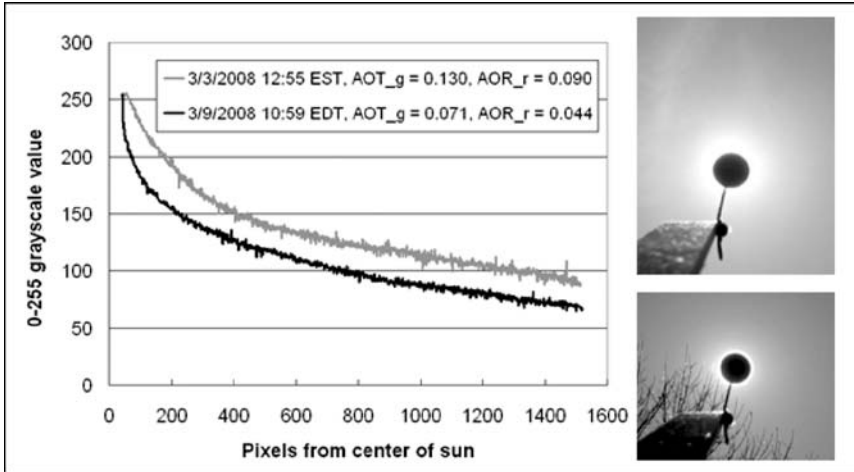 300
250
200
150
100
50
0
0-255 grayscale value
3/3/2008 12:55 EST, AOT_g = 0.130, AOR_r = 0.090
3/9/2008 10:59 EDT, AOT_g = 0.071, AOR_r = 0.044
0 200 400 600 800 1000 1200 1400 1600
Pixels from center of sun